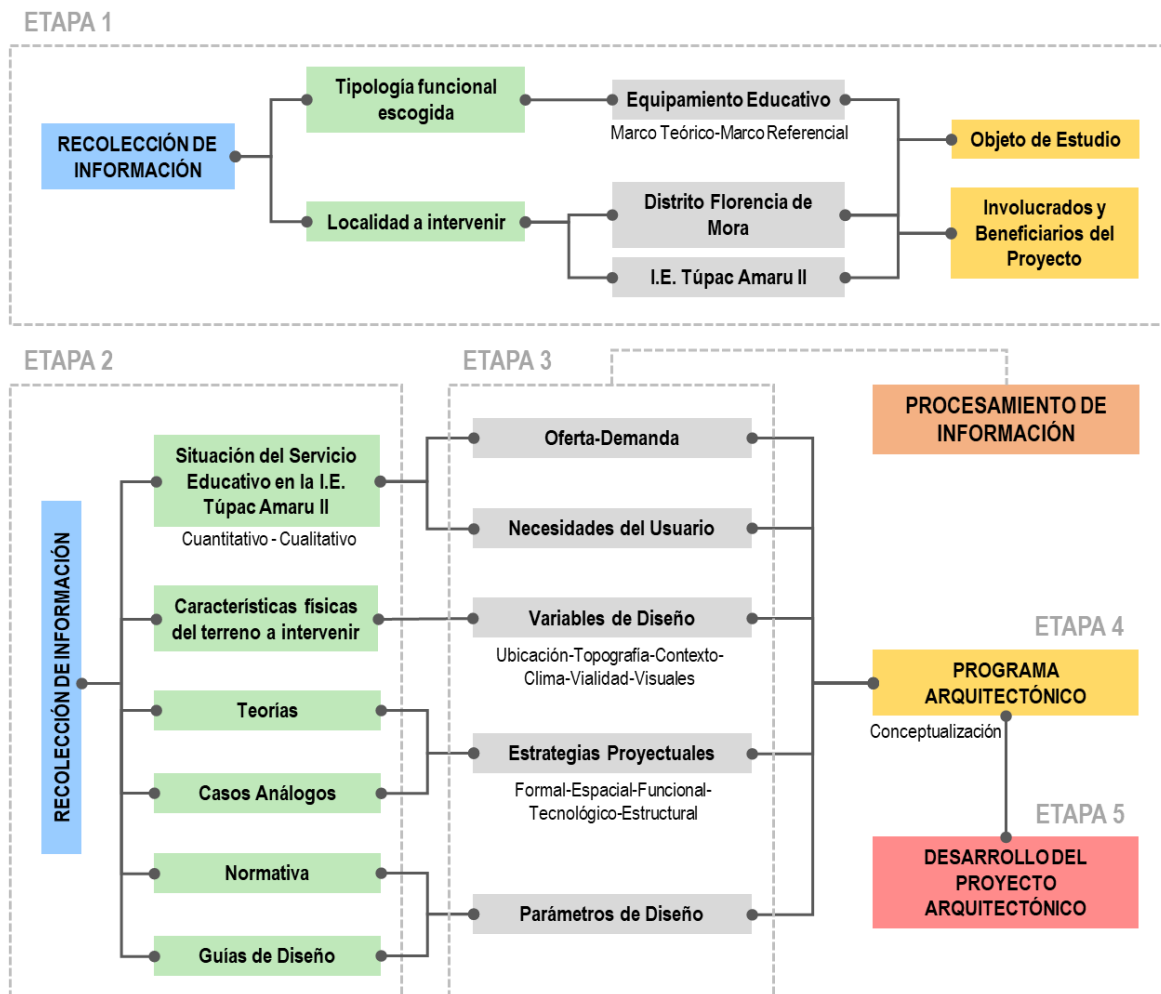 ETAPA 1
RECOLECCIÓN DE
INFORMACIÓN
Tipología funcional
escogida
Localidad a intervenir
Equipamiento Educativo
Marco Teórico-Marco Referencial
Distrito Florencia de
Mora
I.E. Túpac Amaru II
Objeto de Estudio
Involucrados y
Beneficiarios del
Proyecto
ETAPA 2
RECOLECCIÓN DE INFORMACIÓN
Situación del Servicio
Educativo en la I.E.
Túpac Amaru II
Cuantitativo - Cualitativo
Características físicas
del terreno a intervenir
Teorías
Casos Análogos
Normativa
Guías de Diseño
ETAPA 3
Oferta-Demanda
Necesidades del Usuario
Variables de Diseño
Ubicación-Topografía-Contexto-
Clima-Vialidad-Visuales
Estrategias Proyectuales
Formal-Espacial-Funcional-
Tecnológico-Estructural
Parámetros de Diseño
PROCESAMIENTO DE
INFORMACIÓN
ETAPA 4
PROGRAMA
ARQUITECTÓNICO
Conceptualización
ETAPA 5
DESARROLLO DEL
PROYECTO
ARQUITECTÓNICO